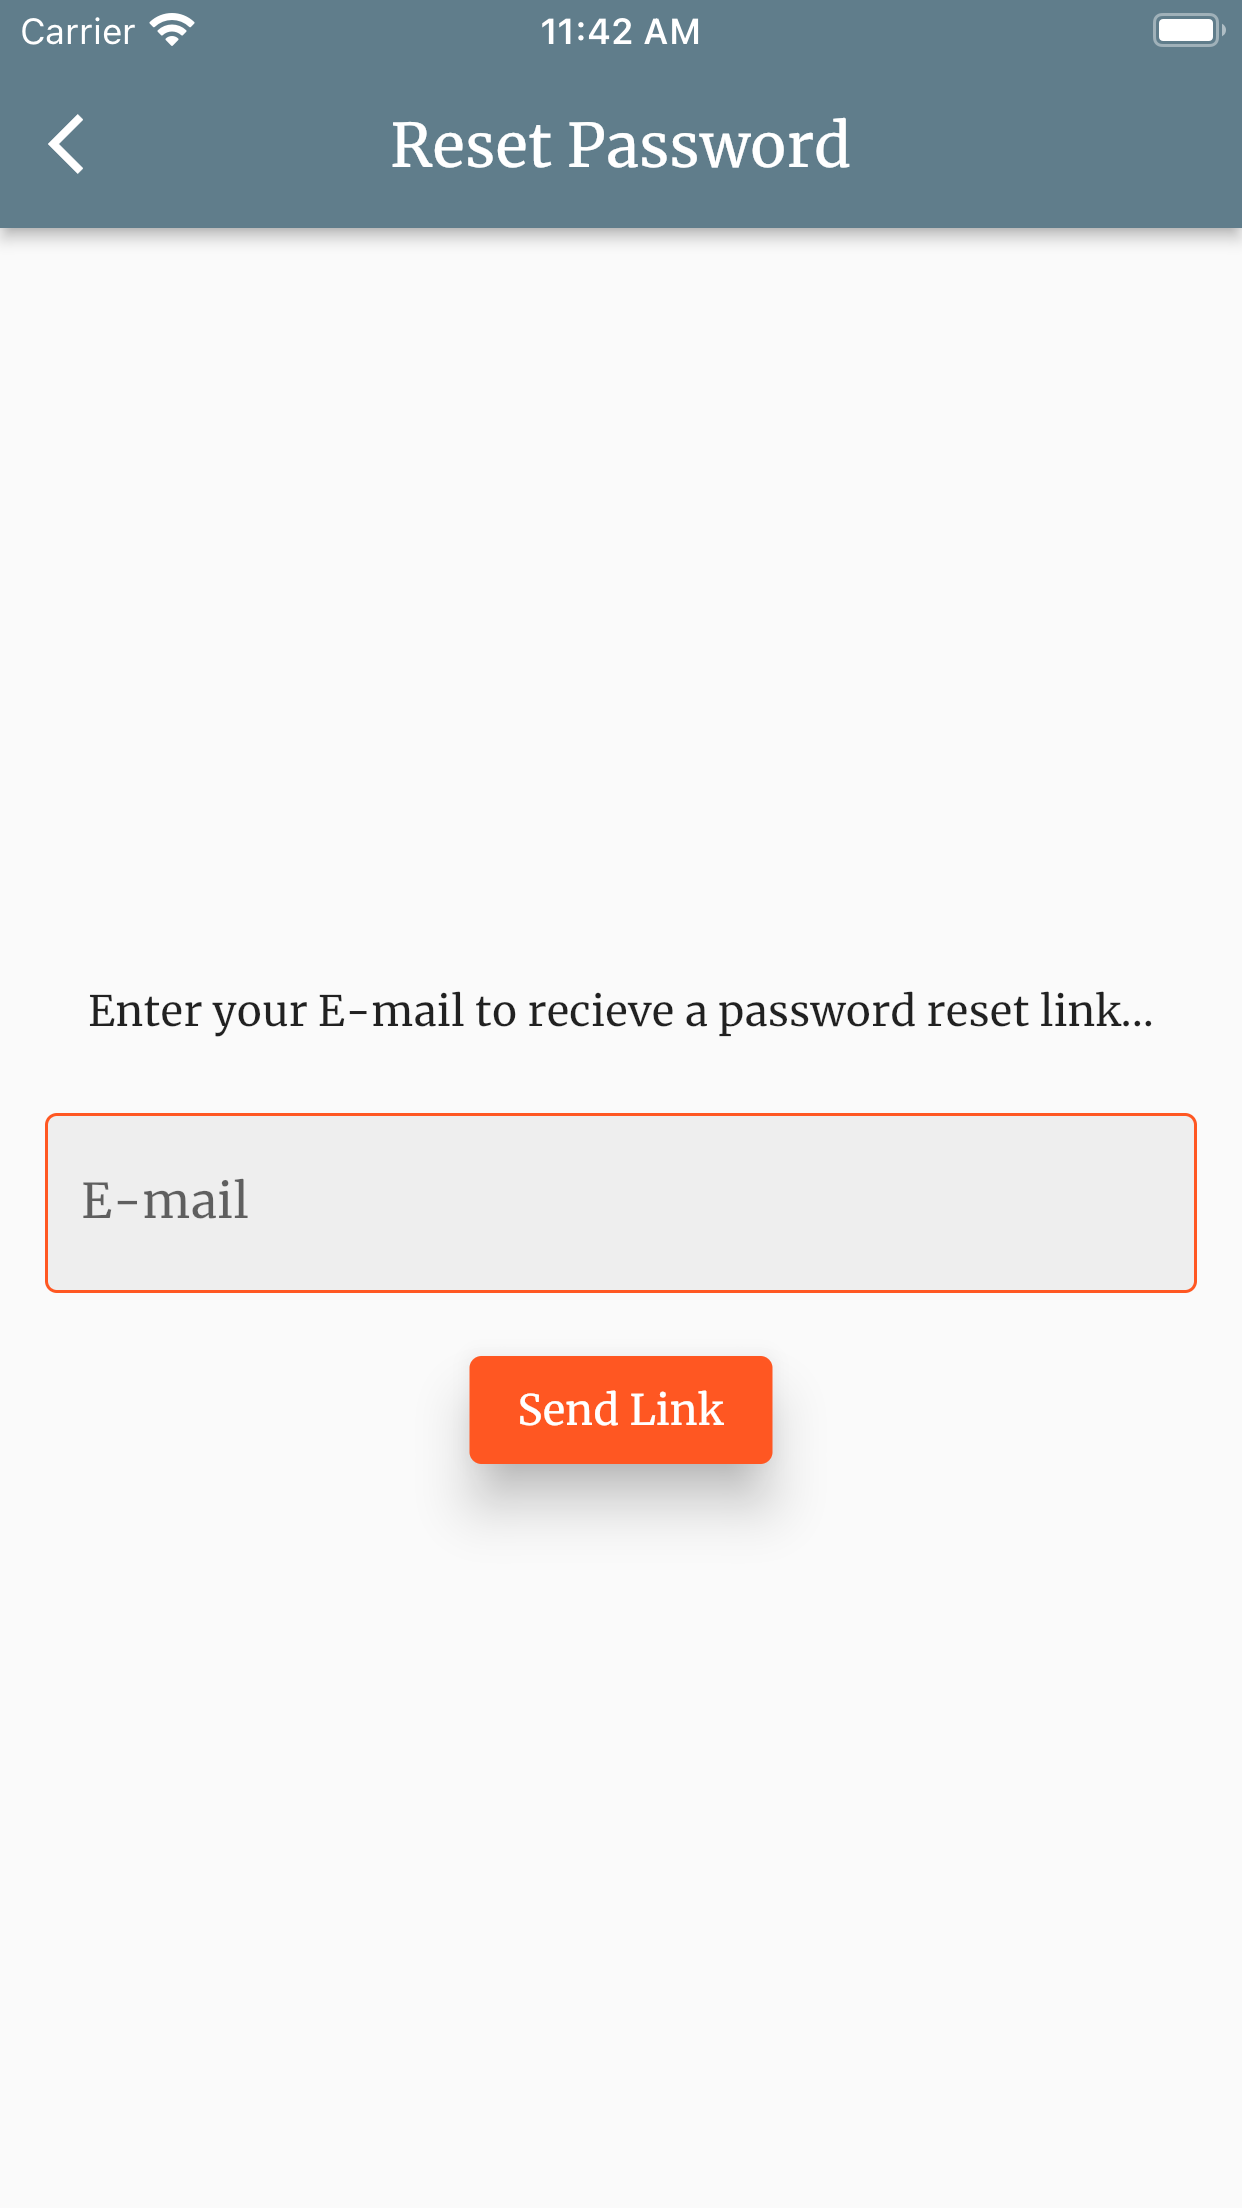 Carrier 11:42 AM
Reset Password
Enter your E-mail to recieve a password reset link...
E-mail
Send Link